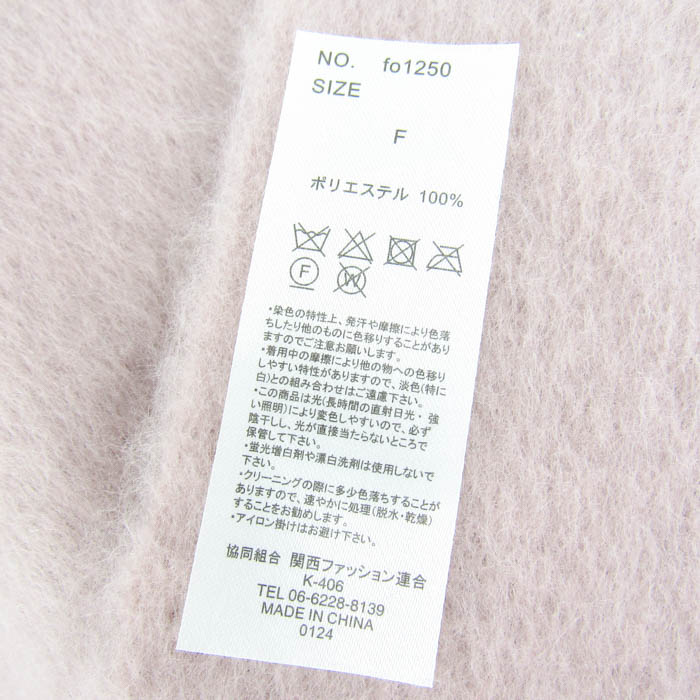 NO. fo1250
SIZE
F
ポリエステル 100%
F W
・染色の特性上、発汗や摩擦により色落
ちしたり他のものに色移りすることがあり
ますのでご注意お願いします。
・着用中の摩擦により他の物への色移り
しやすい特性がありますので、淡色(特に
白)との組み合わせはご遠慮下さい。
・この商品は光(長時間の直射日光・強
い照明)により変色しやすいので、必ず
陰干しし、光が直接当たらないところで
保管して下さい。
・蛍光増白剤や漂白洗剤は使用しないで
下さい。
・クリーニングの際に多少色落ちすることが
ありますので、速やかに処理(脱水・乾燥)
することをお勧めします。
・アイロン掛けはお避け下さい。
協同組合 関西ファッション連合
K-406
TEL 06-6228-8139
MADE IN CHINA
0124